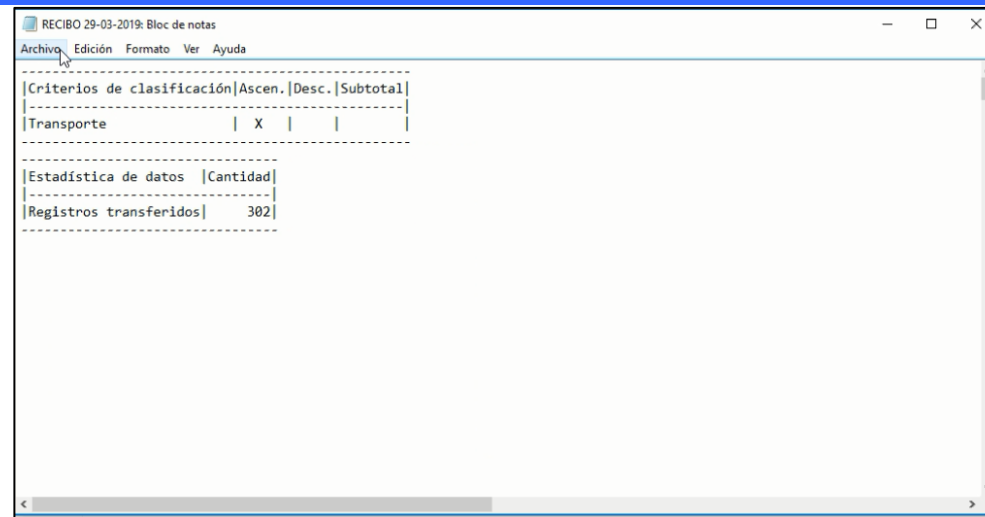 RECIBO 29-03-2019: Bloc de notas
Archivo Edición Formato Ver Ayuda
-------------------------------------------------
|Criterios de clasificación|Ascen.|Desc.|Subtotal|
|-----------------------------------------------|
|Transporte | X | | |
-------------------------------------------------
---------------------------------
|Estadística de datos |Cantidad|
|-------------------------------|
|Registros transferidos| 302|
---------------------------------